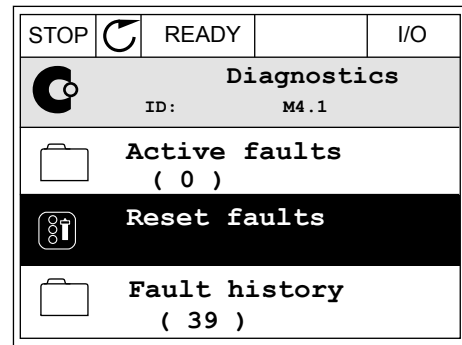 STOP READY I/O
Diagnostics
ID: M4.1
Active faults
( 0 )
Reset faults
Fault history
( 39 )